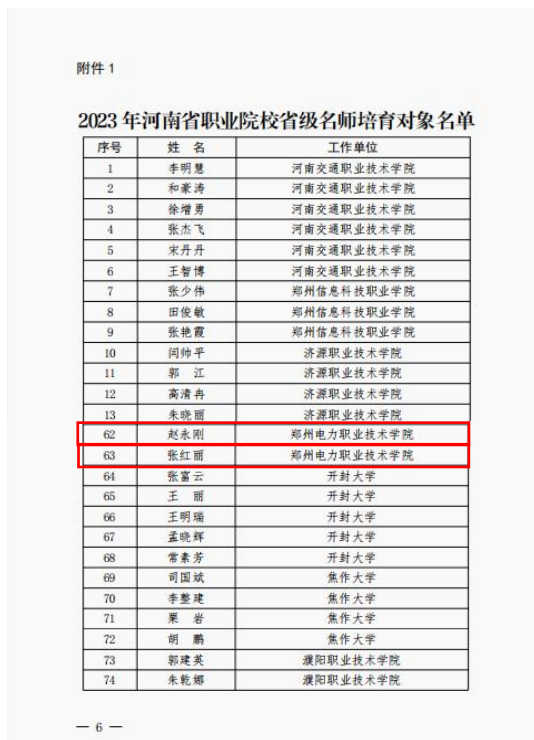 附件 1
2023 年河南省职业院校省级名师培育对象名单
序号 姓 名 工作单位
1 李明慧 河南交通职业技术学院
2 和豪涛 河南交通职业技术学院
3 徐增勇 河南交通职业技术学院
4 张杰飞 河南交通职业技术学院
5 宋丹丹 河南交通职业技术学院
6 王智博 河南交通职业技术学院
7 张少伟 郑州信息科技职业学院
8 田俊敏 郑州信息科技职业学院
9 张艳霞 郑州信息科技职业学院
10 闫帅平 济源职业技术学院
11 郭 江 济源职业技术学院
12 高清冉 济源职业技术学院
13 朱晓丽 济源职业技术学院
62 赵永刚 郑州电力职业技术学院
63 张红丽 郑州电力职业技术学院
64 张富云 开封大学
65 王 丽 开封大学
66 王明瑞 开封大学
67 孟晓辉 开封大学
68 常素芳 开封大学
69 司国斌 焦作大学
70 李整建 焦作大学
71 栗 岩 焦作大学
72 胡 鹏 焦作大学
73 郭建英 濮阳职业技术学院
74 朱乾娜 濮阳职业技术学院
— 6 —